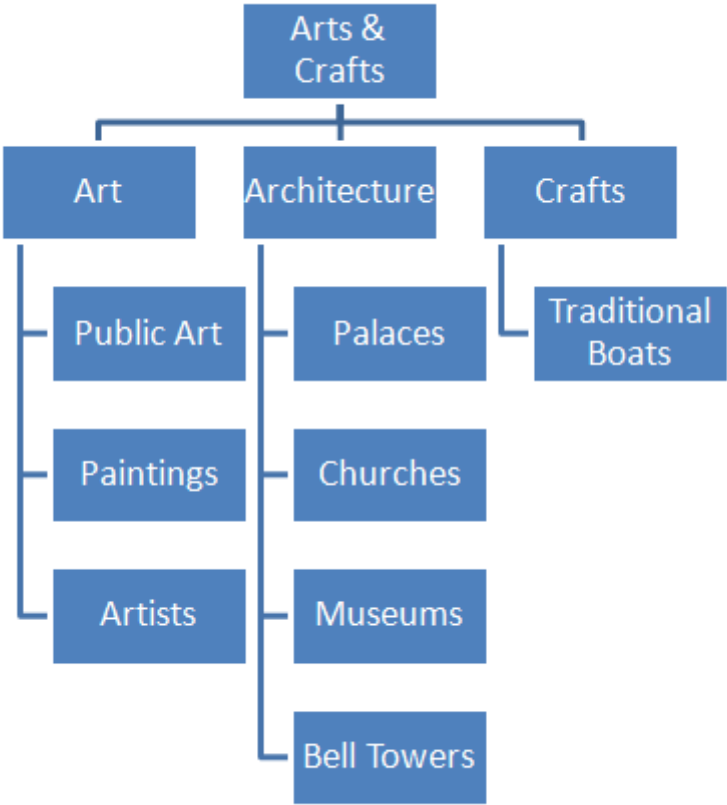 Arts &
Crafts
Art
Architecture
Crafts
Public Art
Palaces
Traditional
Boats
Paintings
Churches
Artists
Museums
Bell Towers